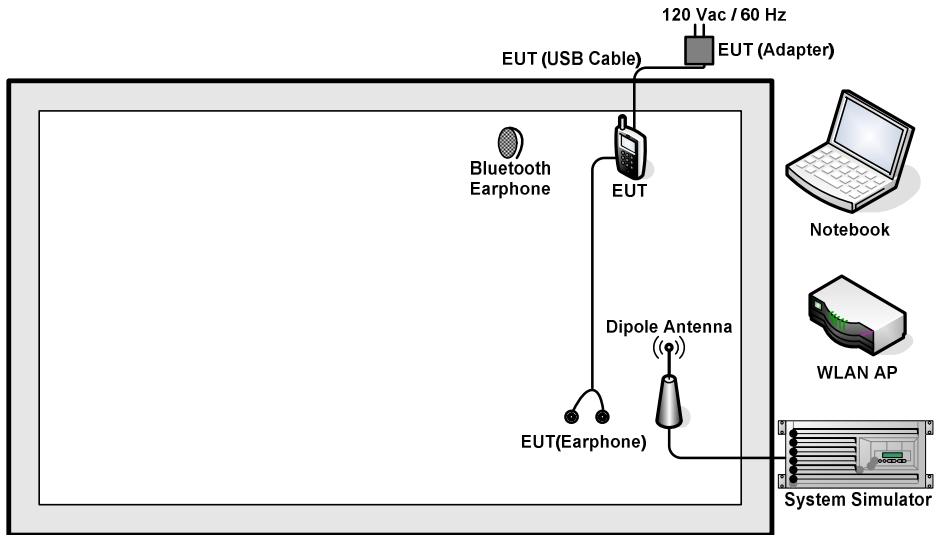 120 Vac / 60 Hz
EUT (USB Cable)
EUT (Adapter)
Bluetooth
Earphone
EUT
Notebook
Dipole Antenna
WLAN AP
EUT(Earphone)
System Simulator